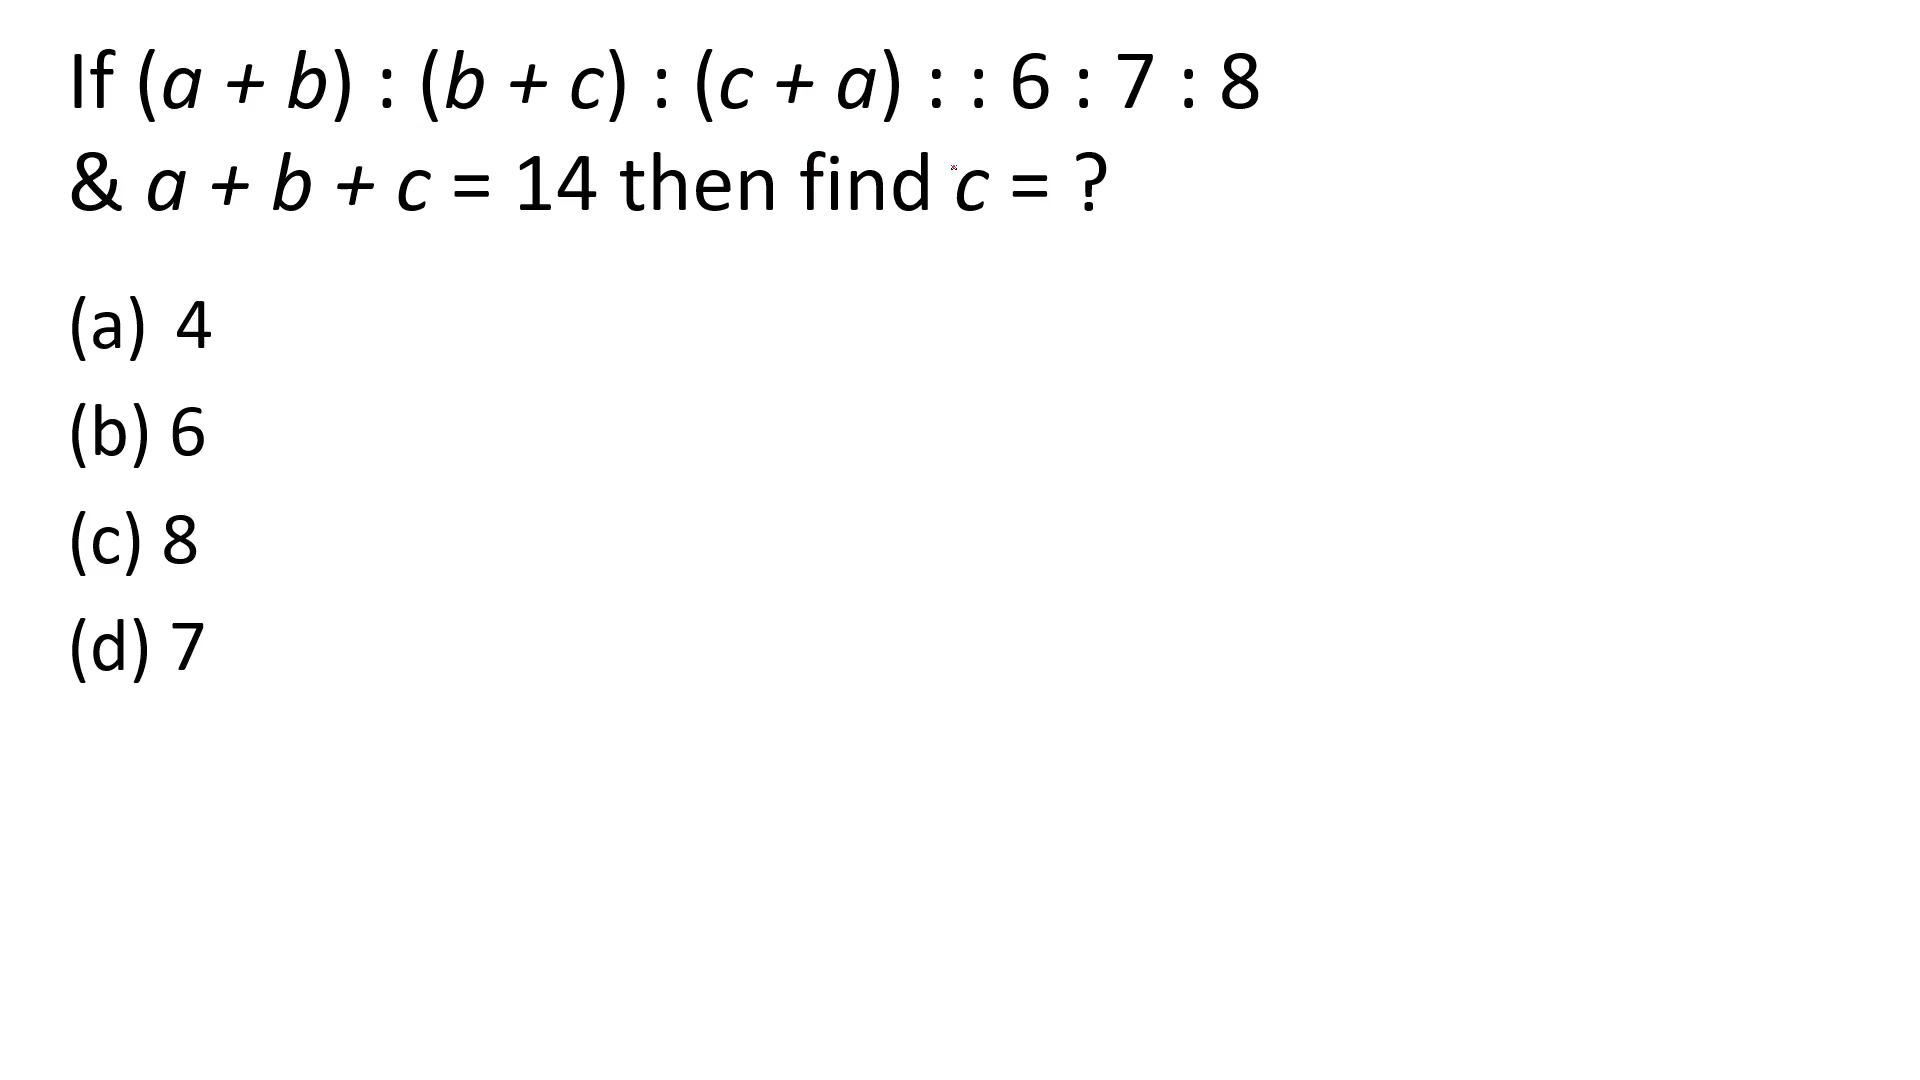 If (a + b) : (b + c) : (c + a) : : 6 : 7 : 8
& a + b + c = 14 then find c = ?
(a) 4
(b) 6
(c) 8
(d) 7